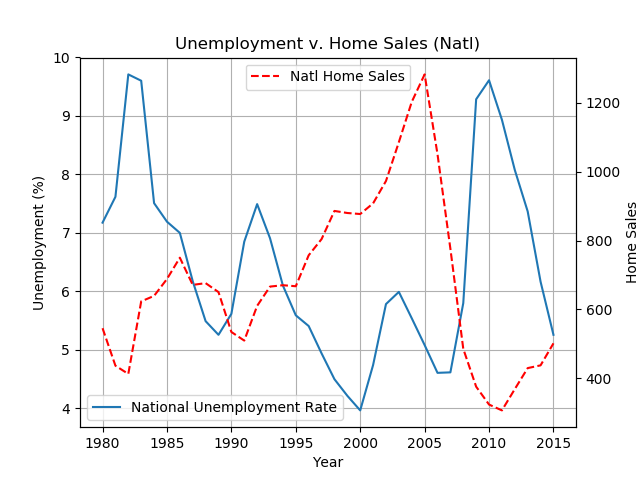 Unemployment v. Home Sales (Natl)
Natl Home Sales
10
9
8
7
6
5
4
Unemployment (%)
1200
1000
800
600
400
Home Sales
National Unemployment Rate
1980 1985 1990 1995 2000 2005 2010 2015
Year